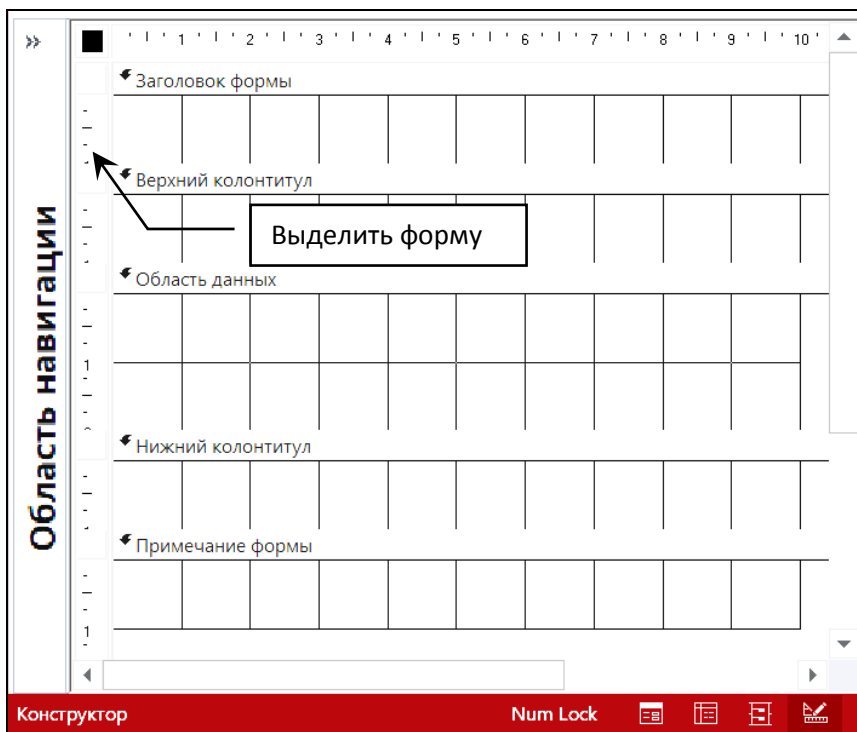 »
1 2 3 4 5 6 7 8 9 10
Заголовок формы
Верхний колонтитул
Выделить форму
Область данных
1
Нижний колонтитул
Примечание формы
1
Область навигации
Конструктор Num Lock